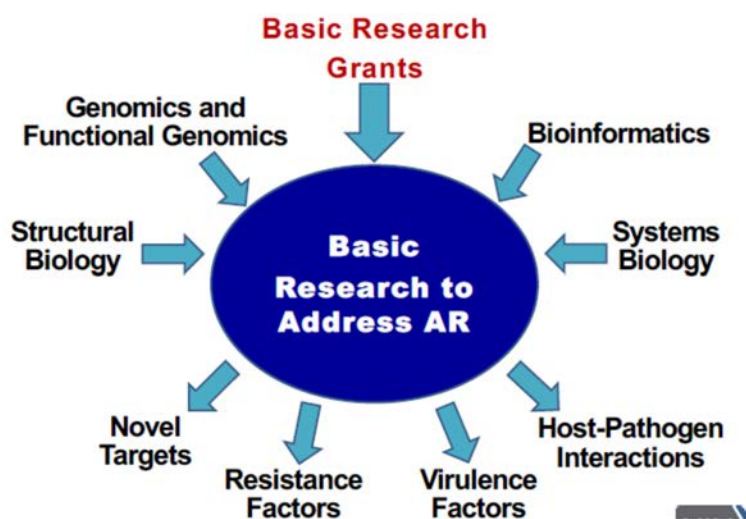 Basic Research
Grants
Genomics and
Functional Genomics
Bioinformatics
Structural
Biology
Systems
Biology
Basic
Research to
Address AR
Novel
Targets
Resistance
Factors
Virulence
Factors
Host-Pathogen
Interactions